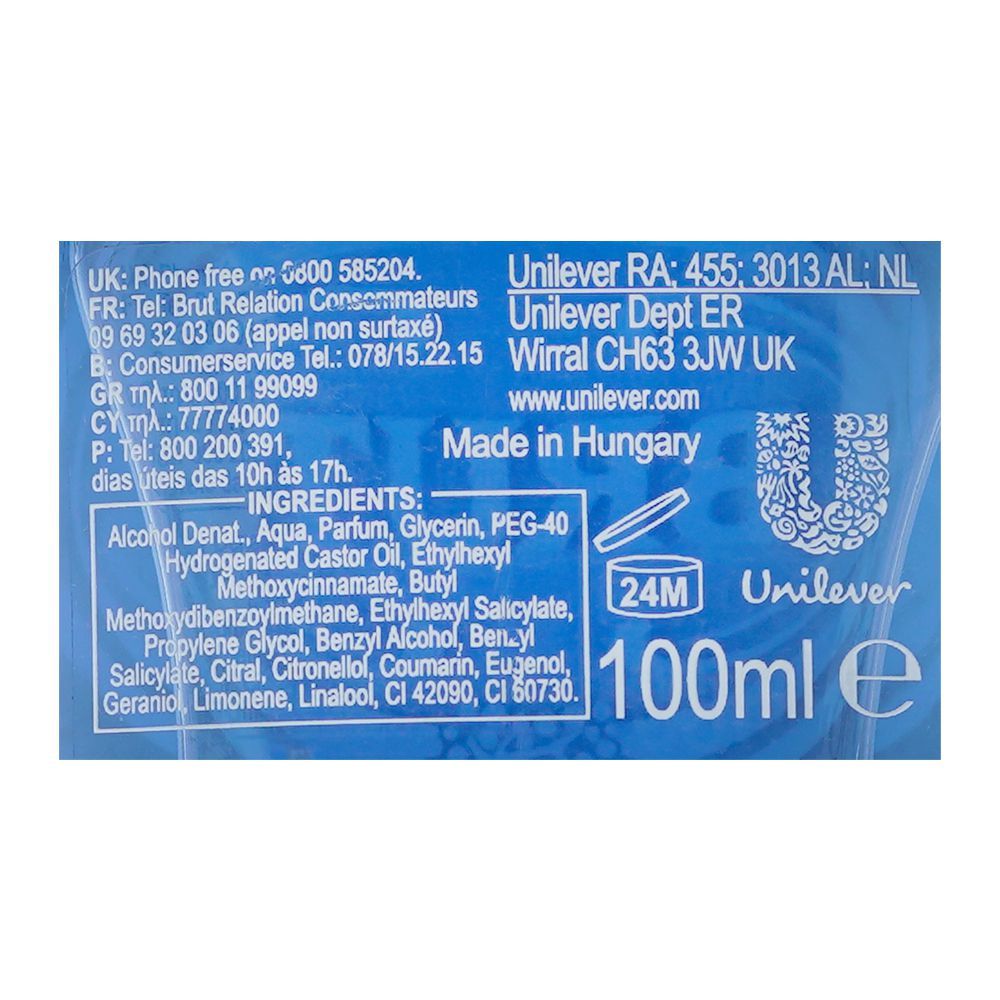 UK: Phone free on 0800 585204.
FR: Tel: Brut Relation Consommateurs
09 69 32 03 06 (appel non surtaxé)
B: Consumerservice Tel.: 078/15.22.15
GR τηλ.: 800 11 99099
CY τηλ.: 77774000
P: Tel: 800 200 391,
dias úteis das 10h às 17h.
Unilever RA; 455; 3013 AL; NL
Unilever Dept ER
Wirral CH63 3JW UK
www.unilever.com
Made in Hungary
INGREDIENTS:
Alcohol Denat., Aqua, Parfum, Glycerin, PEG-40
Hydrogenated Castor Oil, Ethylhexyl
Methoxycinnamate, Butyl
Methoxydibenzoylmethane, Ethylhexyl Salicylate,
Propylene Glycol, Benzyl Alcohol, Benzyl
Salicylate, Citral, Citronellol, Coumarin, Eugenol,
Geraniol, Limonene, Linalool, CI 42090, CI 60730.
24M
Unilever
100ml e